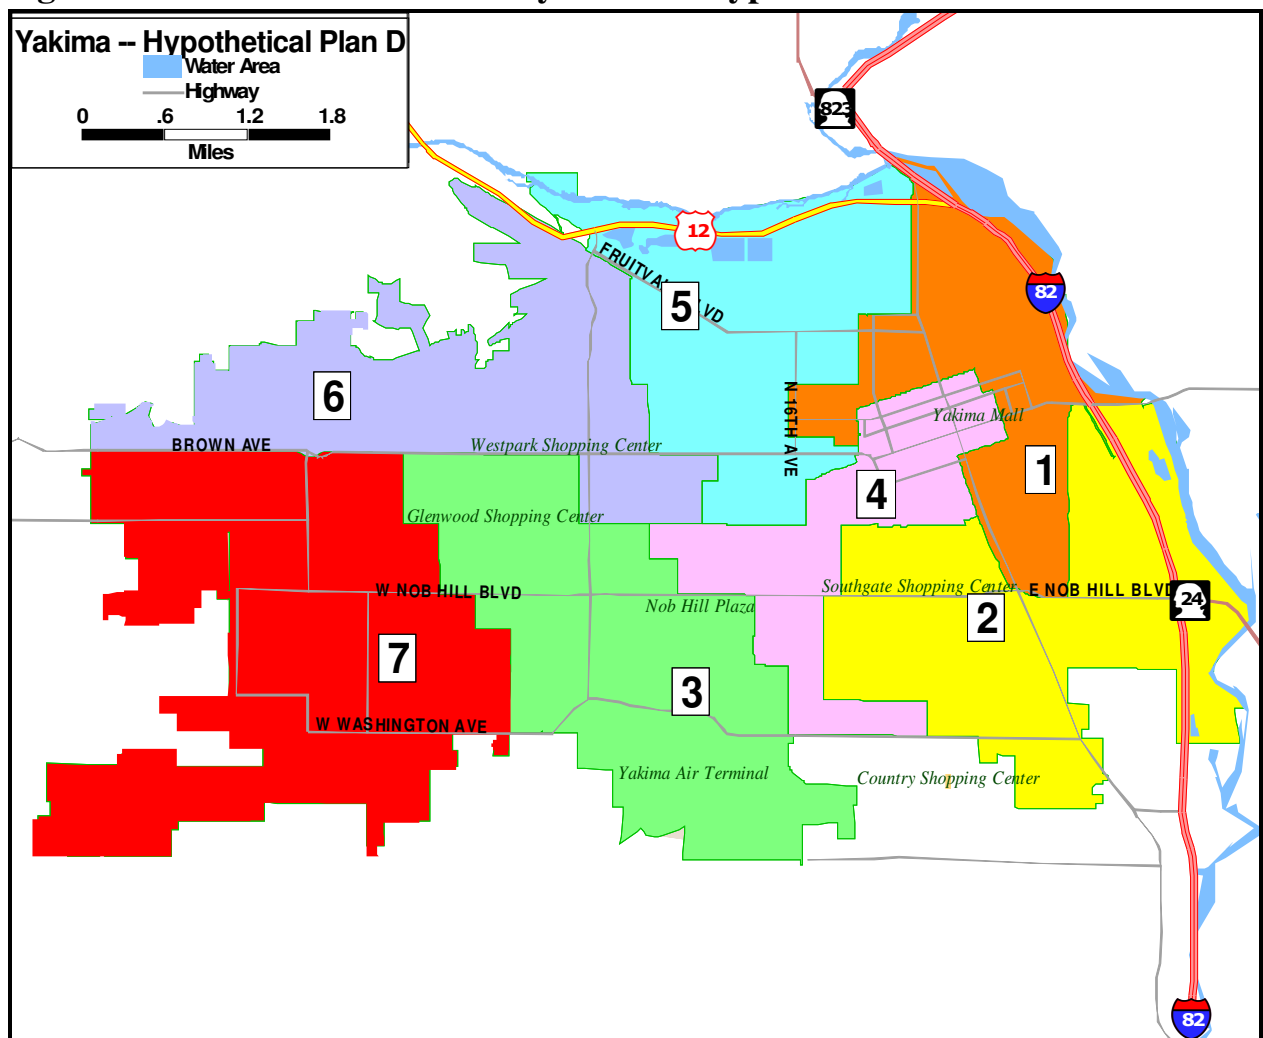 Yakima -- Hypothetical Plan D
Water Area
Highway
0 .6 1.2 1.8
Miles
823
12
82
FRUITVA
LVD
5
6
N 16TH AVE
Yakima Mall
BROWN AVE
Westpark Shopping Center
1
4
Glenwood Shopping Center
W NOB HILL BLVD
Southgate Shopping Center
E NOB HILL BLVD
24
Nob Hill Plaza
2
7
3
W WASHINGTON AVE
Yakima Air Terminal
Country Shopping Center
82